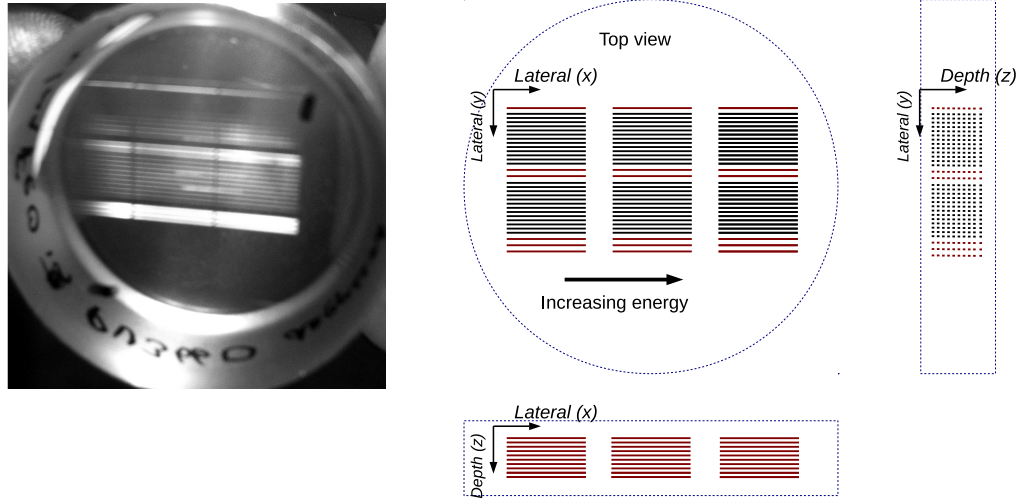 Top view
Lateral (x)
Lateral (y)
Increasing energy
Depth (z)
Lateral (y)
Lateral (x)
Depth (z)